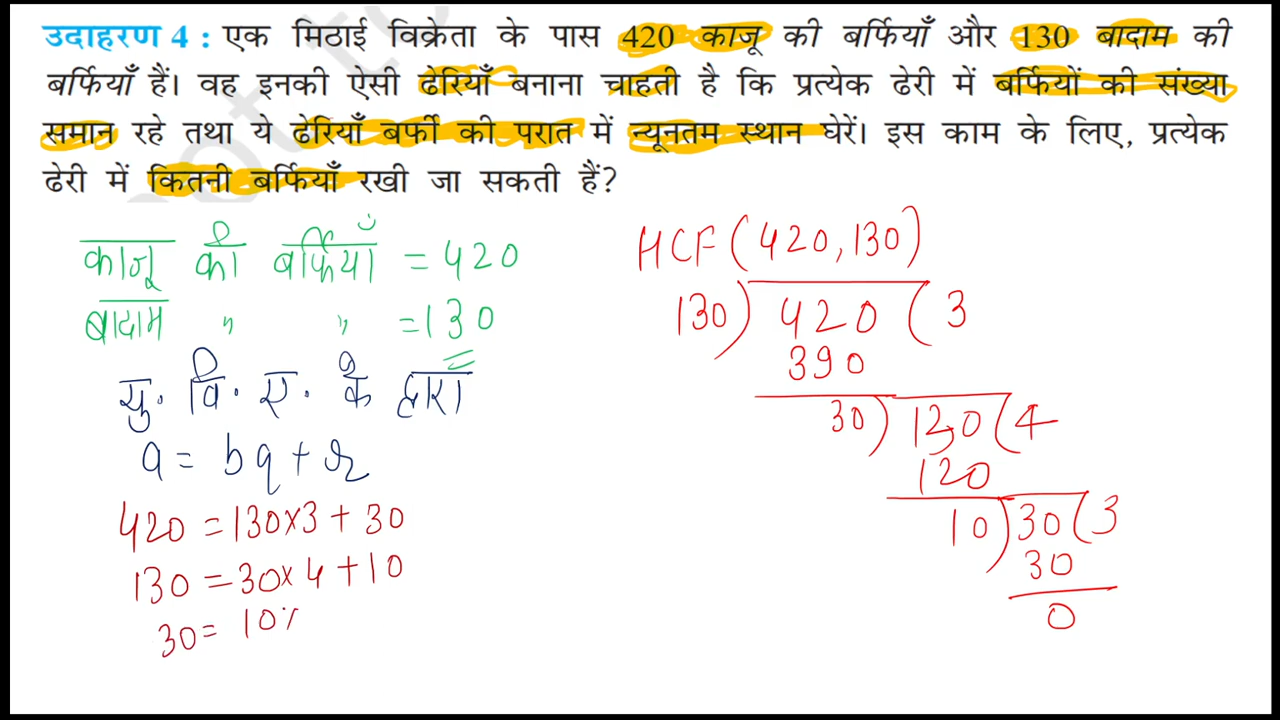 उदाहरण 4 : एक मिठाई विक्रेता के पास 420 काजू की बर्फियाँ और 130 बादाम की
बर्फियाँ हैं। वह इनकी ऐसी ढेरियाँ बनाना चाहती है कि प्रत्येक ढेरी में बर्फियों की संख्या
समान रहे तथा ये ढेरियाँ बर्फी की परात में न्यूनतम स्थान घेरें। इस काम के लिए, प्रत्येक
ढेरी में कितनी बर्फियाँ रखी जा सकती हैं?
काजू की बर्फियाँ = 420
बादाम " " = 130
यु. वि. ए. के द्वारा
a = bq + r
420 = 130×3 + 30
130 = 30×4 + 10
30 = 10×
HCF (420, 130)
130) 420 ( 3
390
30) 130 ( 4
120
10) 30 ( 3
30
0